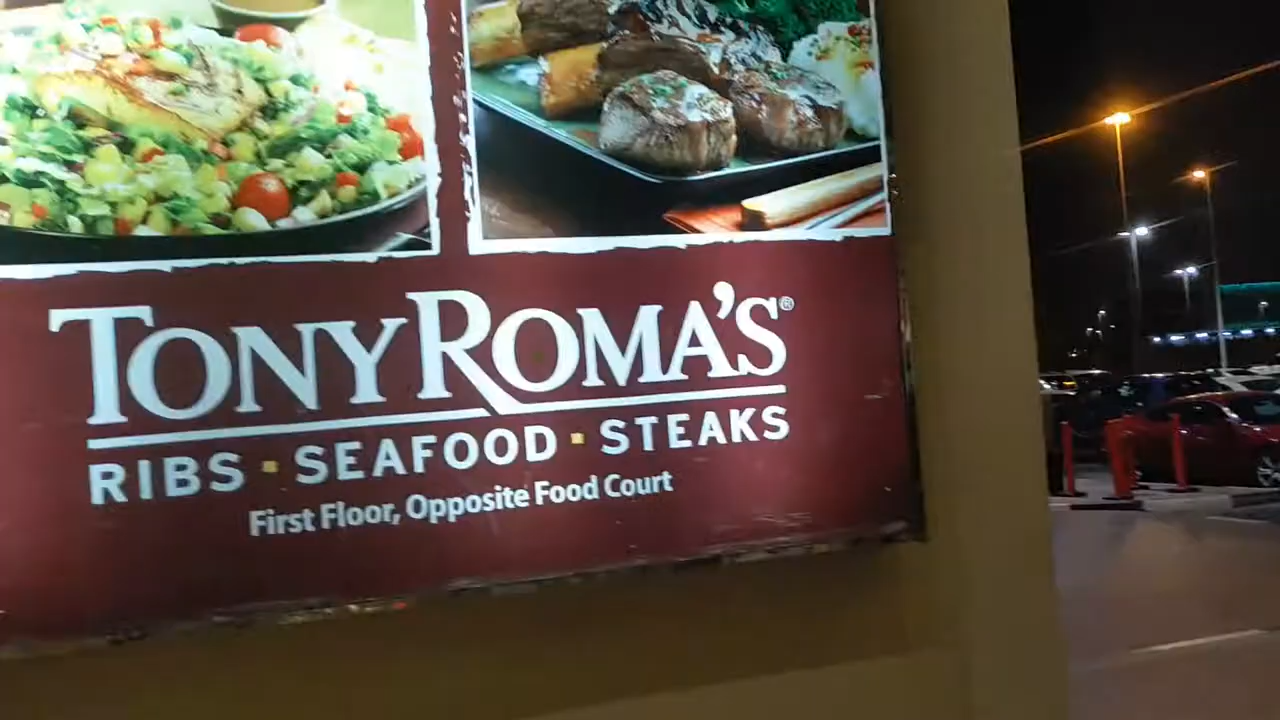 TONY ROMA'S®
RIBS · SEAFOOD · STEAKS
First Floor, Opposite Food Court